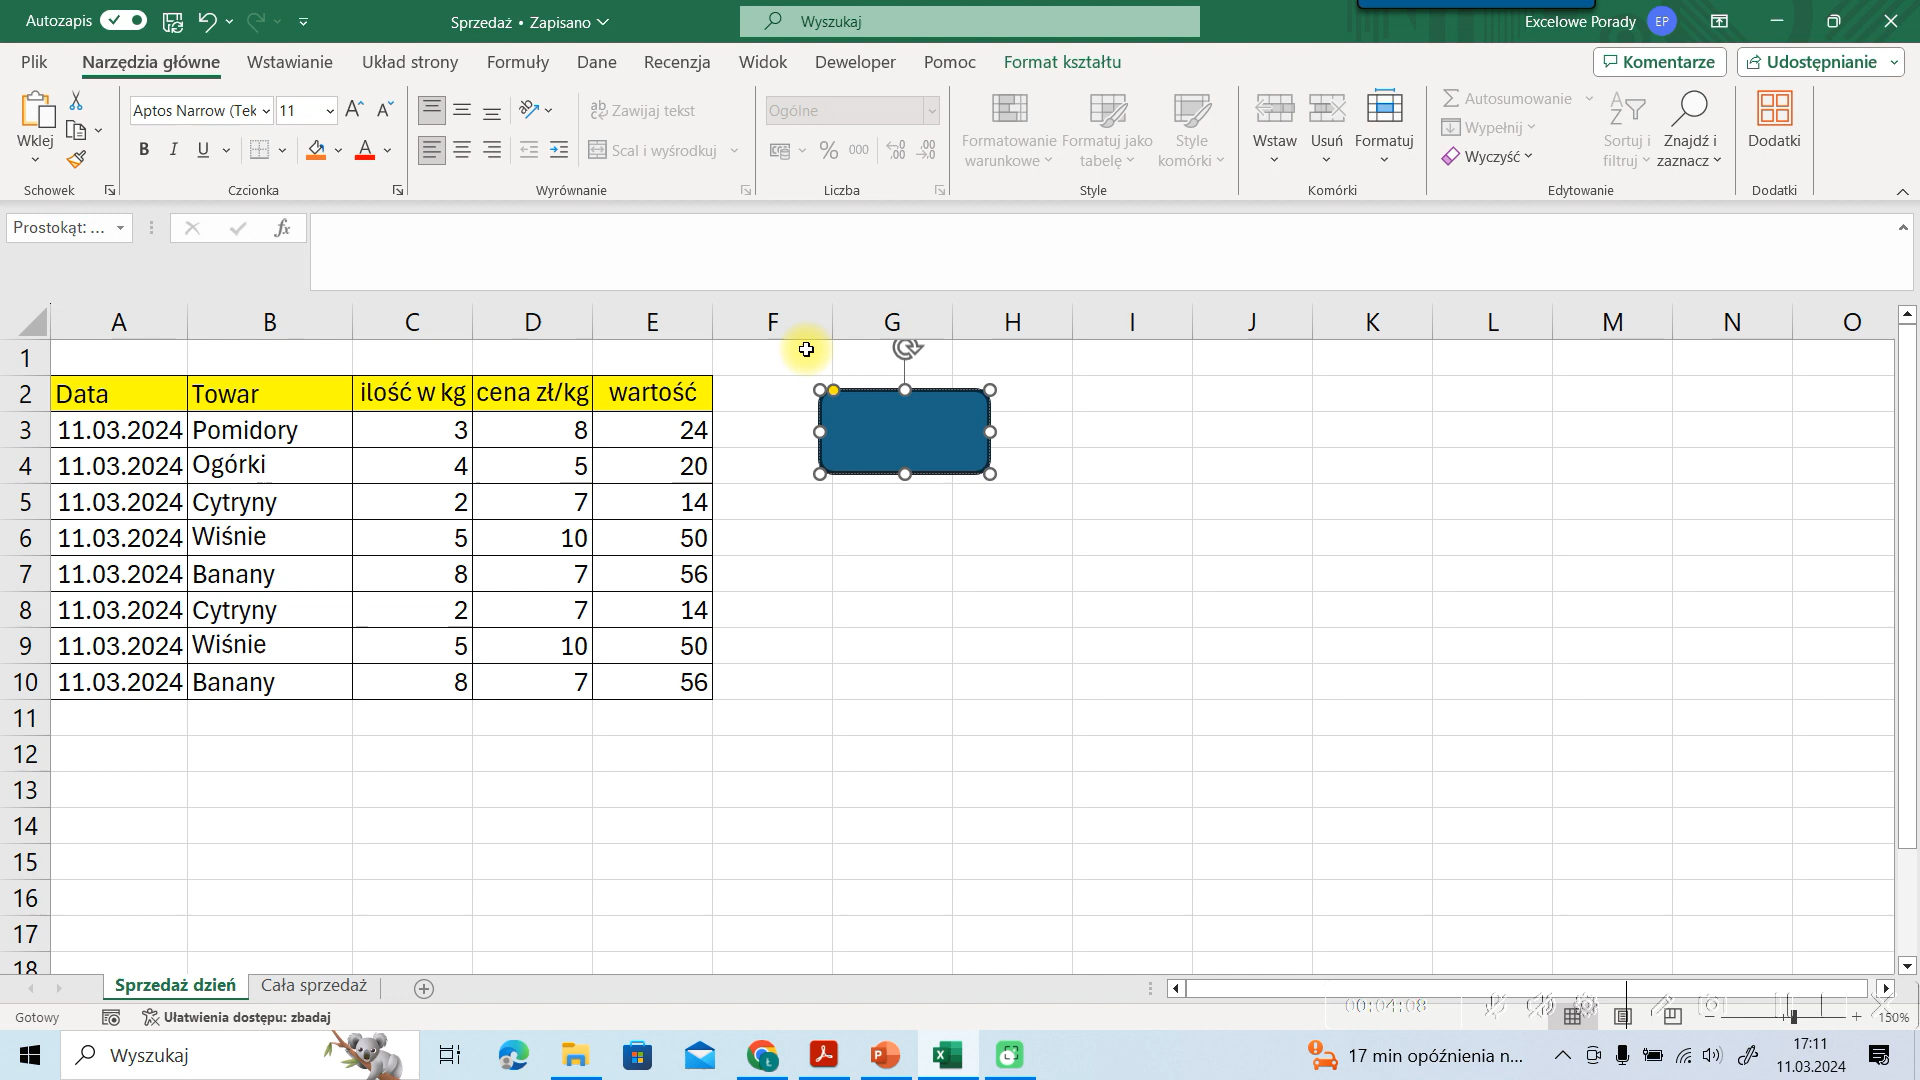 Autozapis
Sprzedaż • Zapisano
Wyszukaj
Excelowe Porady
EP
Plik
Narzędzia główne
Wstawianie
Układ strony
Formuły
Dane
Recenzja
Widok
Deweloper
Pomoc
Format kształtu
Komentarze
Udostępnianie
Wklej
Schowek
Aptos Narrow (Tek
11
B I U
A
Czcionka
Zawijaj tekst
Scal i wyśrodkuj
Wyrównanie
Ogólne
% 000
Liczba
Formatowanie warunkowe
Formatuj jako tabelę
Style komórki
Style
Wstaw
Usuń
Formatuj
Komórki
Autosumowanie
Wypełnij
Wyczyść
Sortuj i filtruj
Znajdź i zaznacz
Edytowanie
Dodatki
Dodatki
Prostokąt: ...
fx
A B C D E F G H I J K L M N O
1
2 Data Towar ilość w kg cena zł/kg wartość
3 11.03.2024 Pomidory 3 8 24
4 11.03.2024 Ogórki 4 5 20
5 11.03.2024 Cytryny 2 7 14
6 11.03.2024 Wiśnie 5 10 50
7 11.03.2024 Banany 8 7 56
8 11.03.2024 Cytryny 2 7 14
9 11.03.2024 Wiśnie 5 10 50
10 11.03.2024 Banany 8 7 56
11
12
13
14
15
16
17
18
Sprzedaż dzień
Cała sprzedaż
Gotowy
Ułatwienia dostępu: zbadaj
00:04:08
150%
Wyszukaj
17 min opóźnienia n...
17:11
11.03.2024